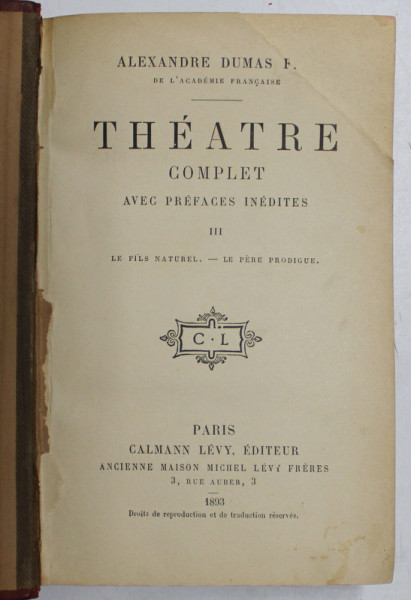 ALEXANDRE DUMAS F.
DE L'ACADÉMIE FRANÇAISE
THÉATRE
COMPLET
AVEC PRÉFACES INÉDITES
III
LE FILS NATUREL. — LE PÈRE PRODIGUE.
C·L
PARIS
CALMANN LÉVY, ÉDITEUR
ANCIENNE MAISON MICHEL LÉVY FRÈRES
3, RUE AUBER, 3
1893
Droits de reproduction et de traduction réservés.